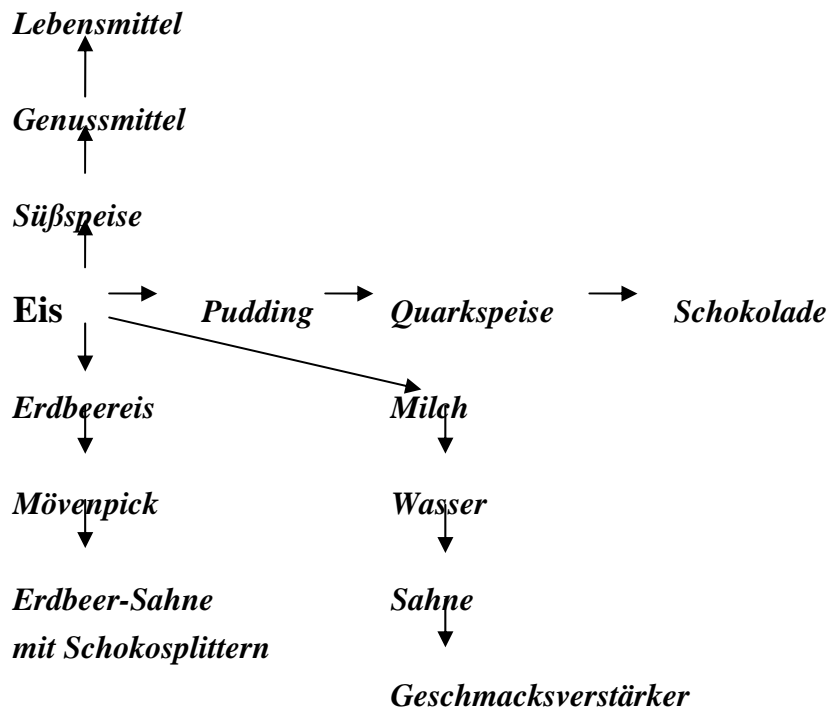 Lebensmittel
Genussmittel
Süßspeise
Eis Pudding Quarkspeise Schokolade
Erdbeereis Milch
Mövenpick Wasser
Erdbeer-Sahne Sahne
mit Schokosplittern
Geschmacksverstärker